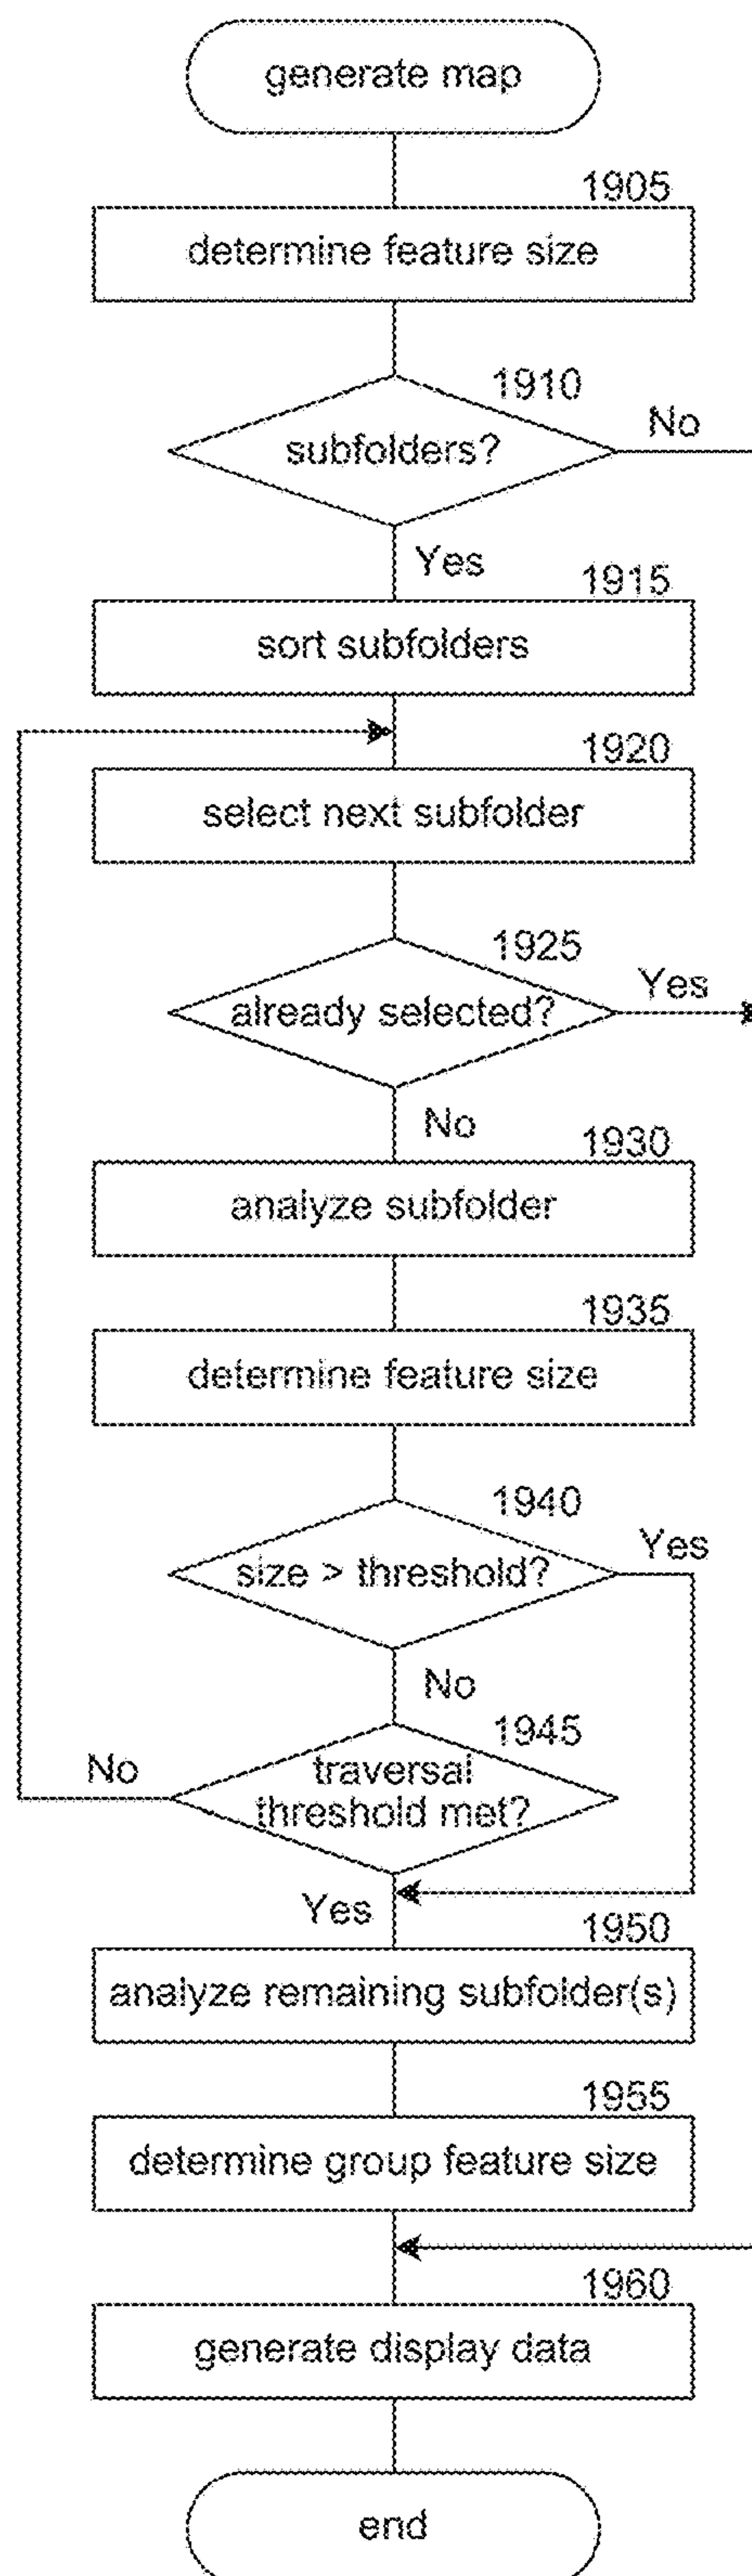 generate map
1905
determine feature size
1910
subfolders?
No
Yes
1915
sort subfolders
1920
select next subfolder
1925
already selected?
Yes
No
1930
analyze subfolder
1935
determine feature size
1940
size > threshold?
Yes
No
1945
traversal
threshold met?
No
Yes
1950
analyze remaining subfolder(s)
1955
determine group feature size
1960
generate display data
end